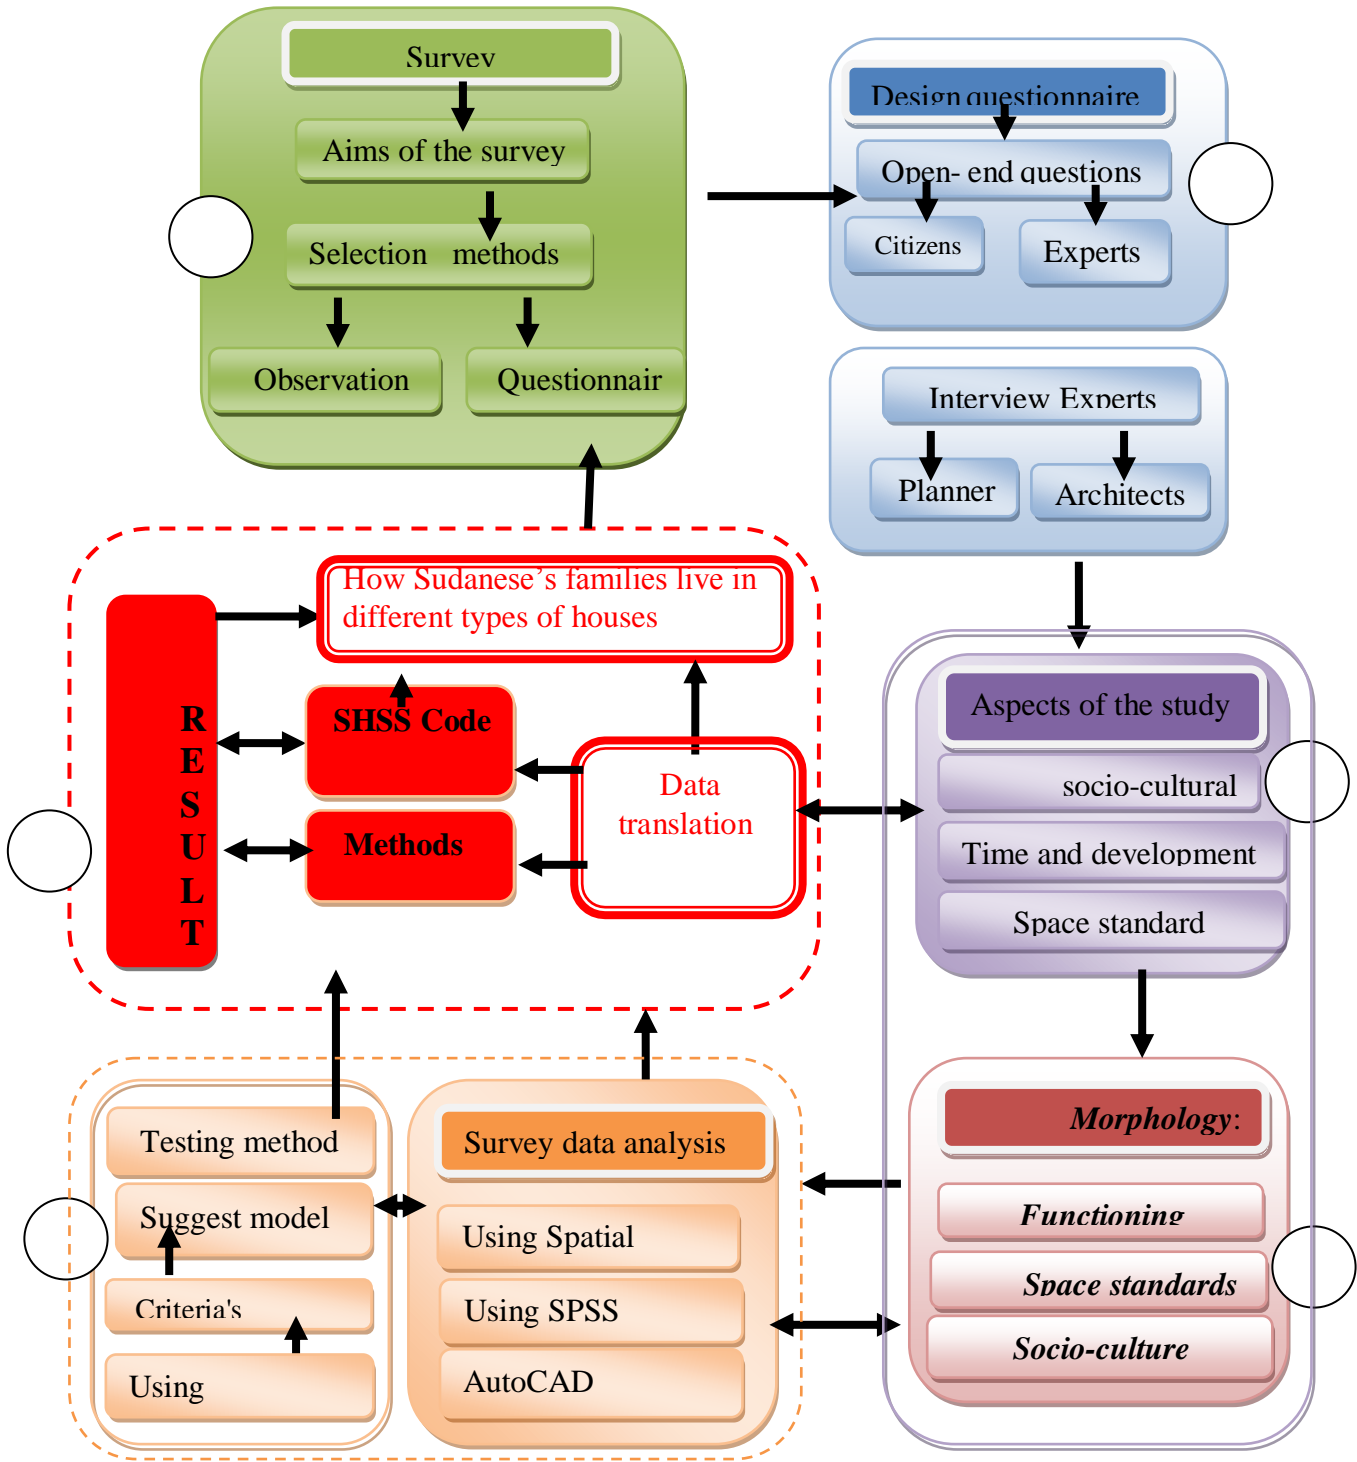 Survey
Aims of the survey
Selection methods
Observation
Questionnair
Design questionnaire
Open- end questions
Citizens
Experts
Interview Experts
Planner
Architects
How Sudanese’s families live in
different types of houses
RESULT
SHSS Code
Methods
Data
translation
Aspects of the study
socio-cultural
Time and development
Space standard
Morphology:
Functioning
Space standards
Socio-culture
Testing method
Suggest model
Criteria's
Using
Survey data analysis
Using Spatial
Using SPSS
AutoCAD